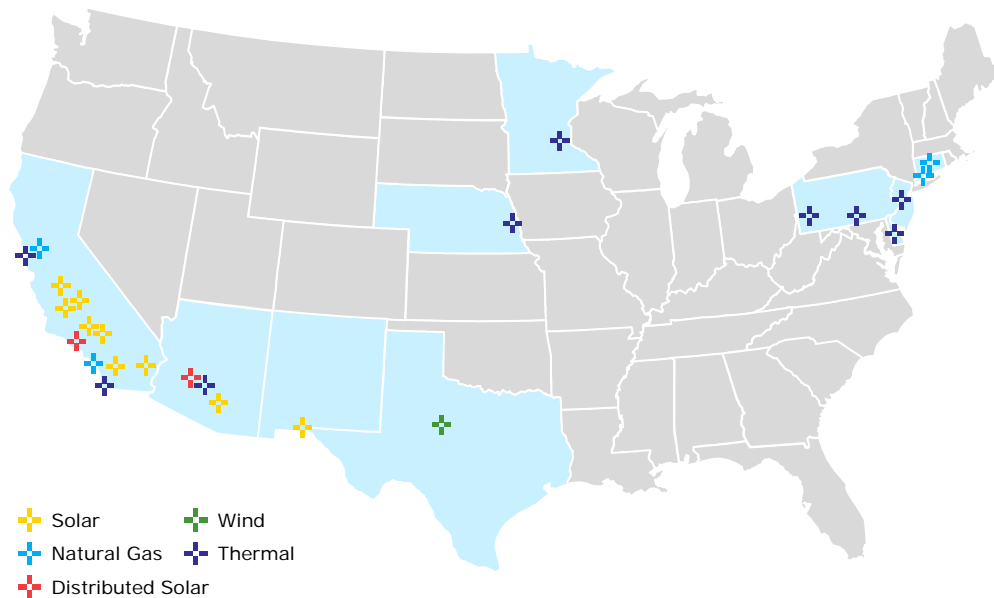 Solar
Wind
Natural Gas
Thermal
Distributed Solar